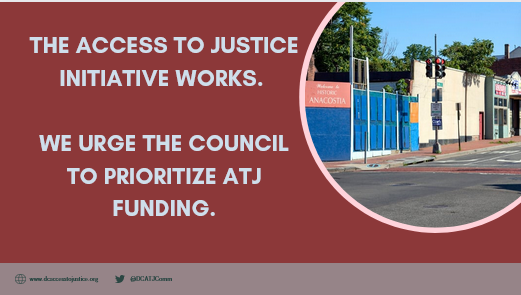 THE ACCESS TO JUSTICE
INITIATIVE WORKS.
WE URGE THE COUNCIL
TO PRIORITIZE ATJ
FUNDING.
Welcome to
HISTORIC
ANACOSTIA
www.dcaccesstojustice.org
@DCATJComm